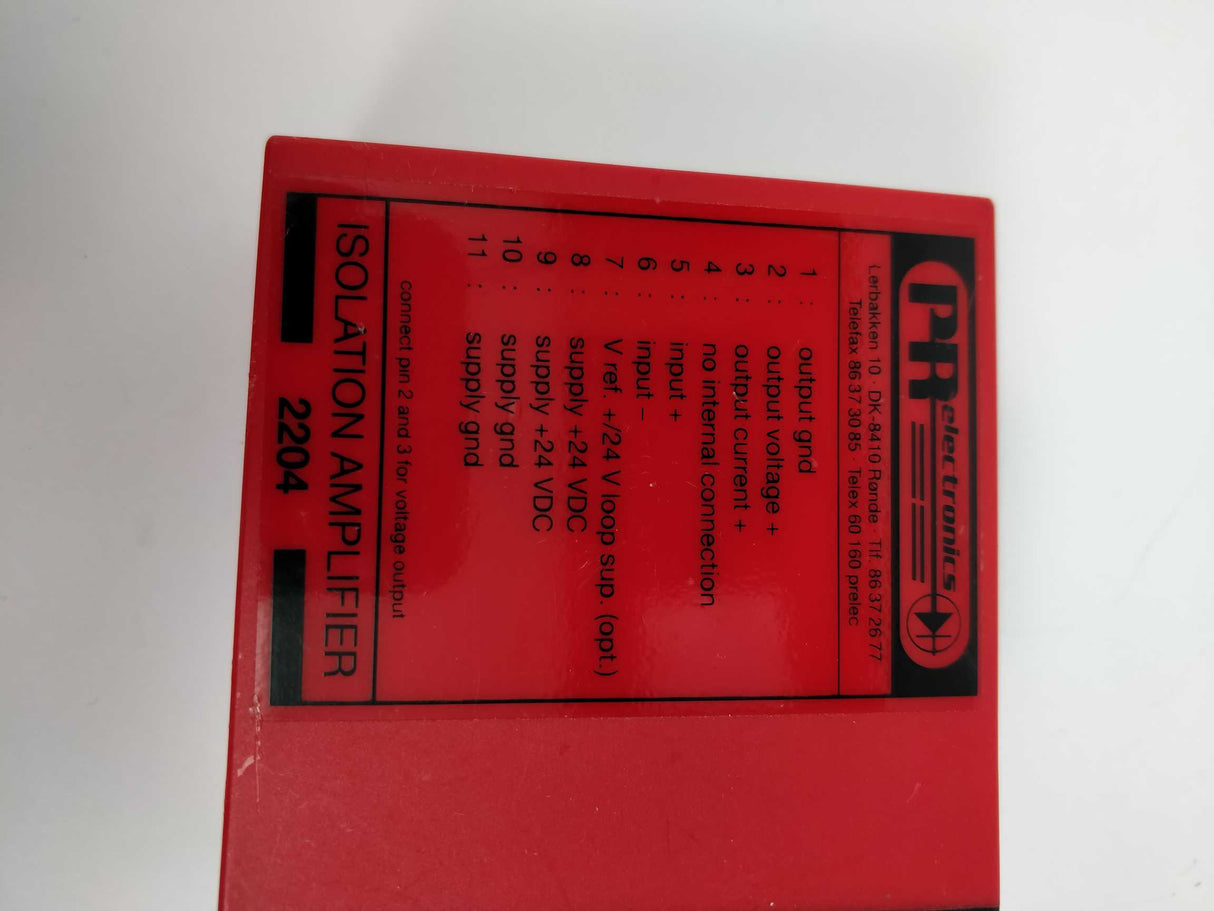 PR electronics
Lerbakken 10 · DK-8410 Rønde · Tlf. 86 37 26 77
Telefax 86 37 30 85 · Telex 60 160 prelec
1 : output gnd
2 : output voltage +
3 : output current +
4 : no internal connection
5 : input +
6 : input –
7 : V ref. +/24 V loop sup. (opt.)
8 : supply +24 VDC
9 : supply +24 VDC
10 : supply gnd
11 : supply gnd
connect pin 2 and 3 for voltage output
ISOLATION AMPLIFIER
2204